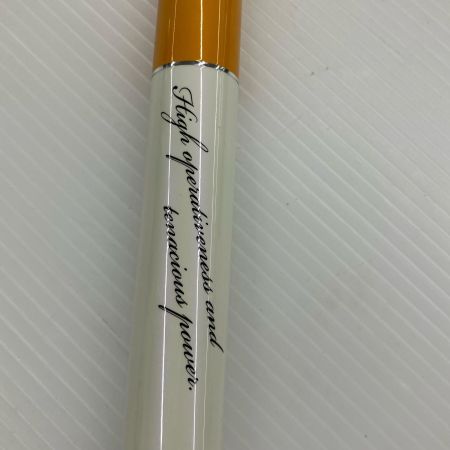 High operativeness and
tenacious power.